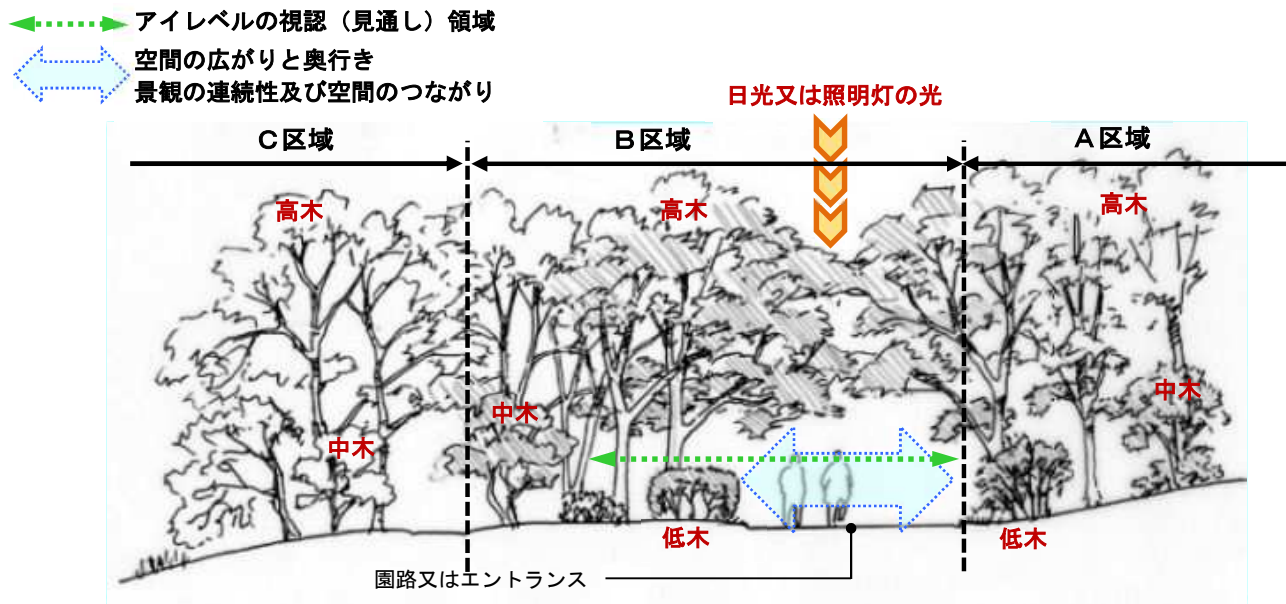 アイレベルの視認（見通し）領域
空間の広がりと奥行き
景観の連続性及び空間のつながり
日光又は照明灯の光
Ｃ区域
Ｂ区域
Ａ区域
高木
高木
高木
中木
中木
中木
低木
低木
園路又はエントランス